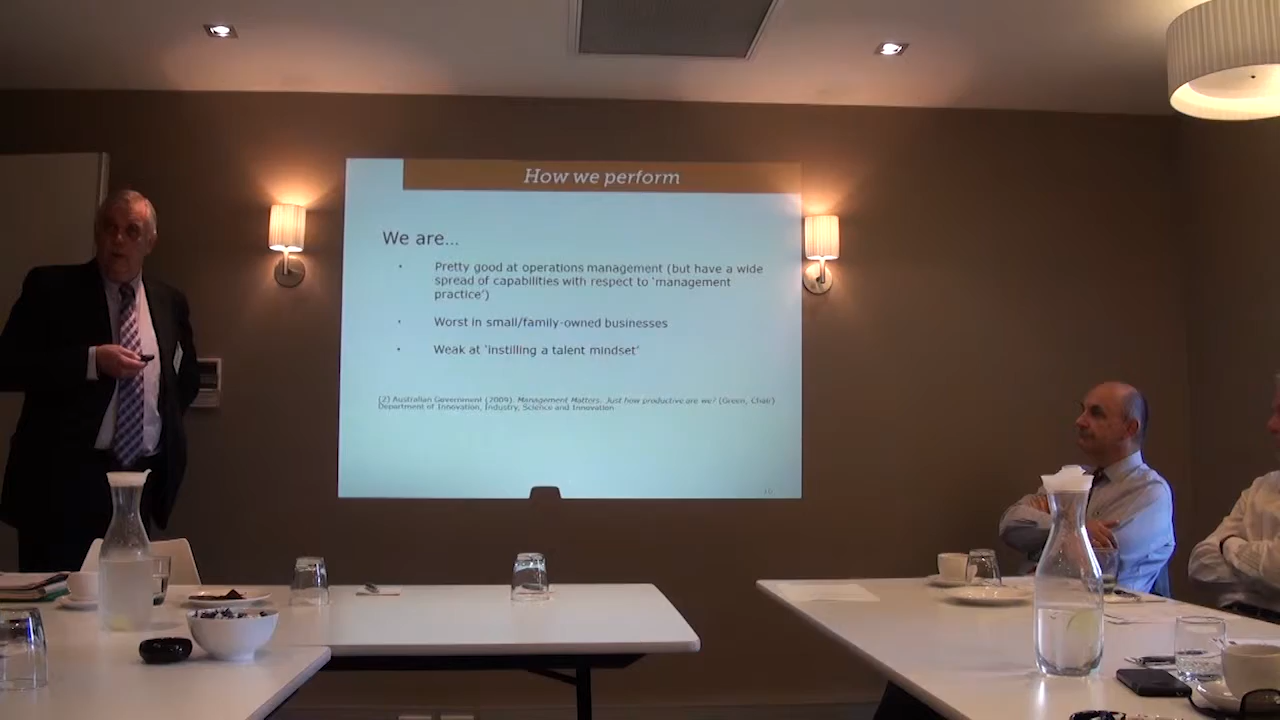 How we perform
We are...
• Pretty good at operations management (but have a wide
spread of capabilities with respect to 'management
practice')
• Worst in small/family-owned businesses
• Weak at 'instilling a talent mindset'
(2) Australian Government (2009). Management Matters: Just how productive are we? (Green, Chair)
Department of Innovation, Industry, Science and Innovation
10